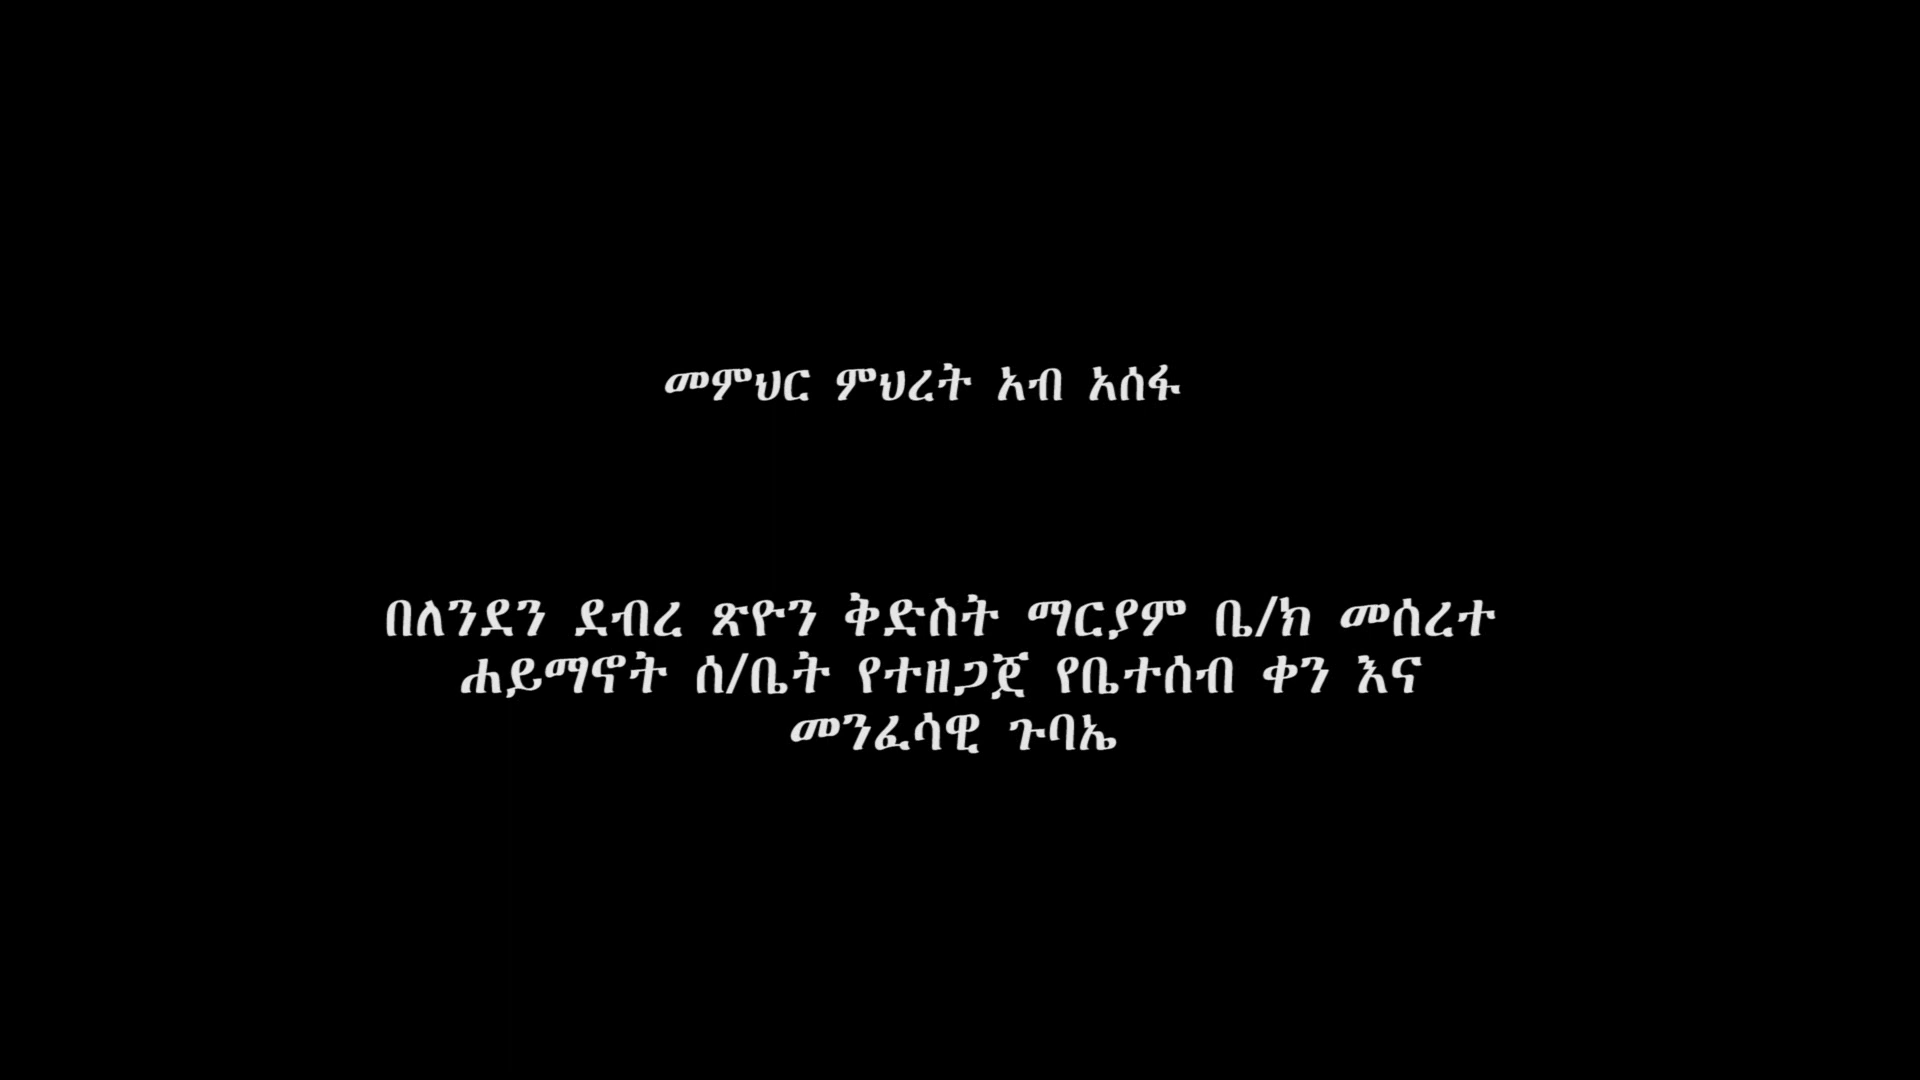 መምህር ምህረት አብ አሰፋ
በለንደን ደብረ ጽዮን ቅድስት ማርያም ቤ/ክ መሰረተ
ሐይማኖት ሰ/ቤት የተዘጋጀ የቤተሰብ ቀን እና
መንፈሳዊ ጉባኤ